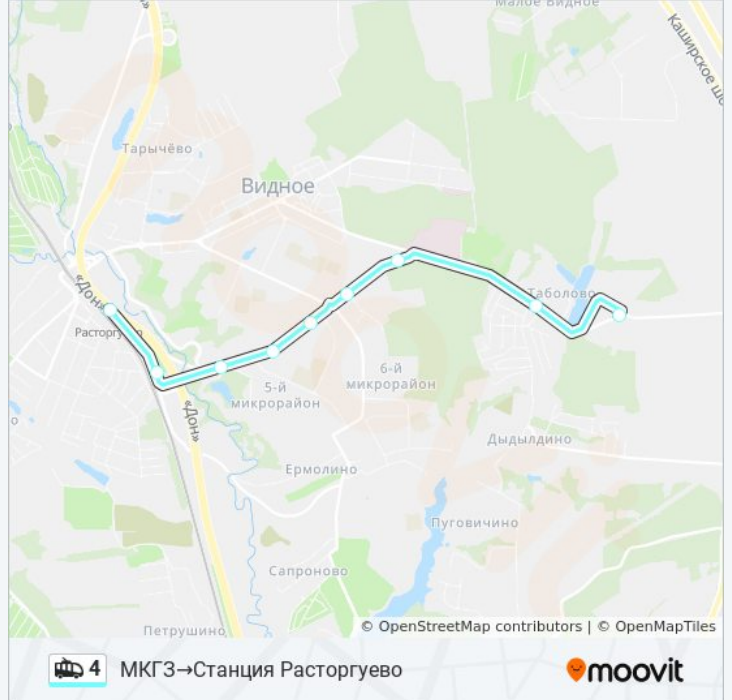 Малое Видное
Каширское шо
Тарычёво
Видное
«Дон»
Таболово
Расторгуево
6-й
микрорайон
5-й
микрорайон
«Дон»
Дыдылдино
Ермолино
Пуговичино
Сапроново
Петрушино
© OpenStreetMap contributors | © OpenMapTiles
4 МКГЗ→Станция Расторгуево
moovit